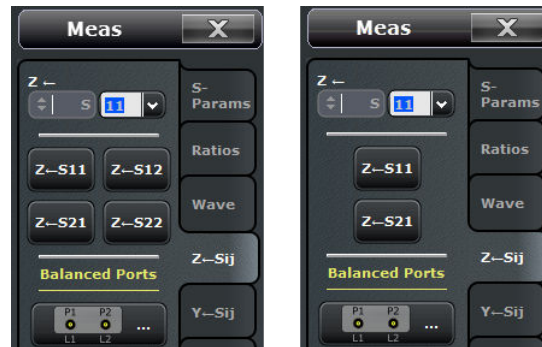 Meas X
Z ←
S 11
S-
Params
Ratios
Z←S11 Z←S12
Wave
Z←S21 Z←S22
Z←Sij
Balanced Ports
P1 P2
...
L1 L2
Y←Sij
Meas X
Z ←
S 11
S-
Params
Ratios
Z←S11
Wave
Z←S21
Z←Sij
Balanced Ports
P1 P2
...
L1 L2
Y←Sij